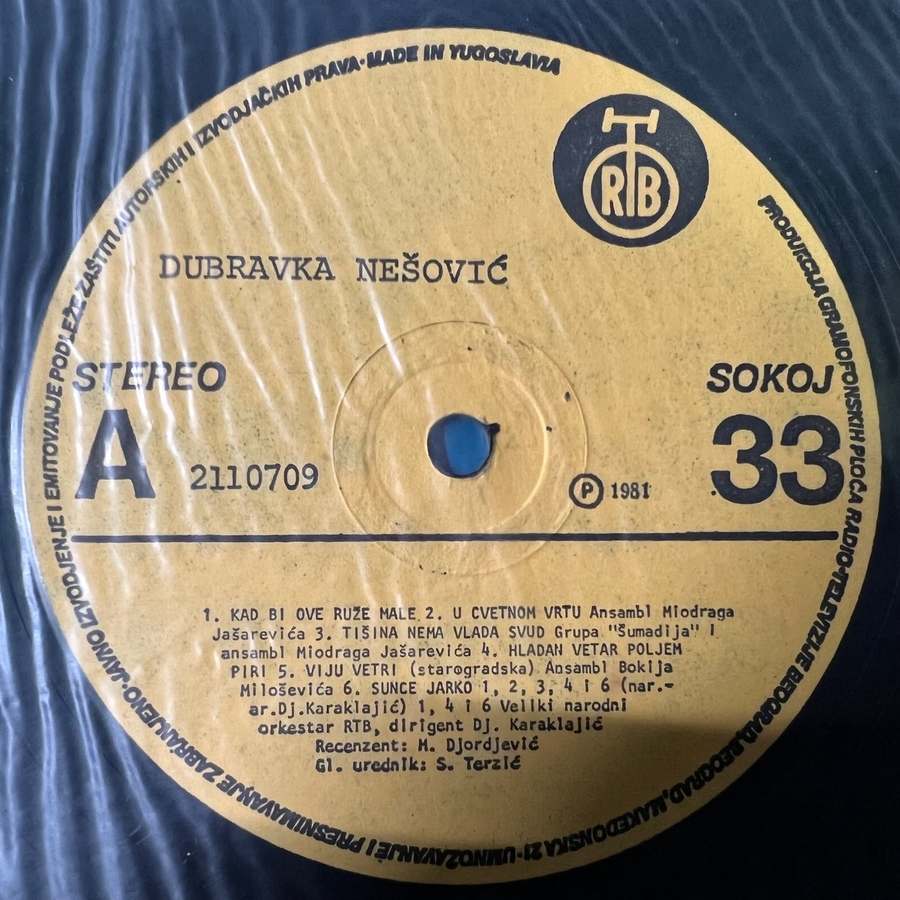 PRODUKCIJA GRAMOFONSKIH PLOČA RADIO-TELEVIZIJE BEOGRAD, BEOGRAD, MAKEDONSKA 21 · UMNOŽAVANJE I PRESNIMAVANJE ZABRANJENO · JAVNO IZVODJENJE I EMITOVANJE PODLEŽE ZAŠTITI AUTORSKIH I IZVODJAČKIH PRAVA · MADE IN YUGOSLAVIA
RTB
DUBRAVKA NEŠOVIĆ
STEREO
SOKOJ
A
2110709
℗ 1981
33
1. KAD BI OVE RUŽE MALE 2. U CVETNOM VRTU Ansambl Miodraga
Jašarevića 3. TIŠINA NEMA VLADA SVUD Grupa "Šumadija" i
ansambl Miodraga Jašarevića 4. HLADAN VETAR POLJEM
PIRI 5. VIJU VETRI (starogradska) Ansambl Bokija
Miloševića 6. SUNCE JARKO 1, 2, 3, 4 i 6 (nar.-
ar.Dj.Karaklajić) 1, 4 i 6 Veliki narodni
orkestar RTB, dirigent Dj. Karaklajić
Recenzent: M. Djordjević
Gl. urednik: S. Terzić